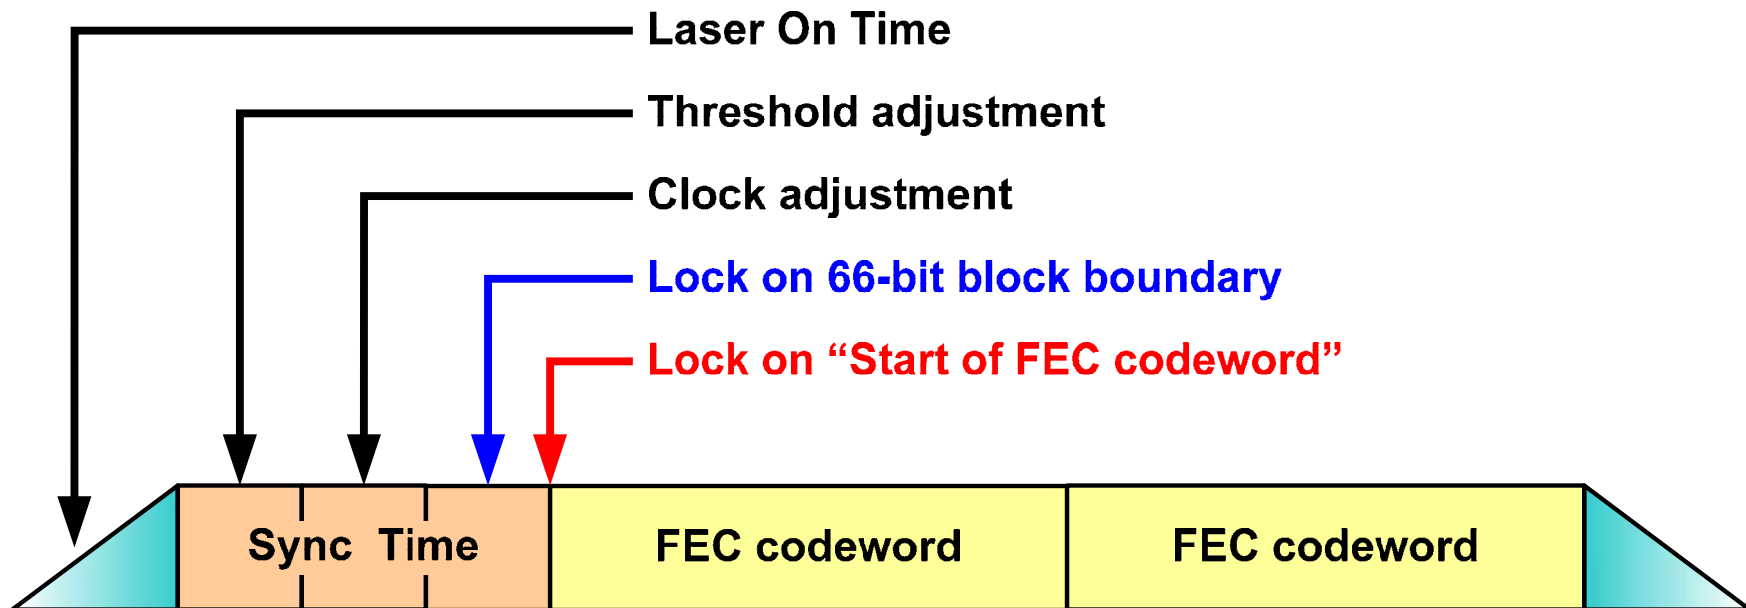 Laser On Time
Threshold adjustment
Clock adjustment
Lock on 66-bit block boundary
Lock on “Start of FEC codeword”
Sync Time
FEC codeword
FEC codeword